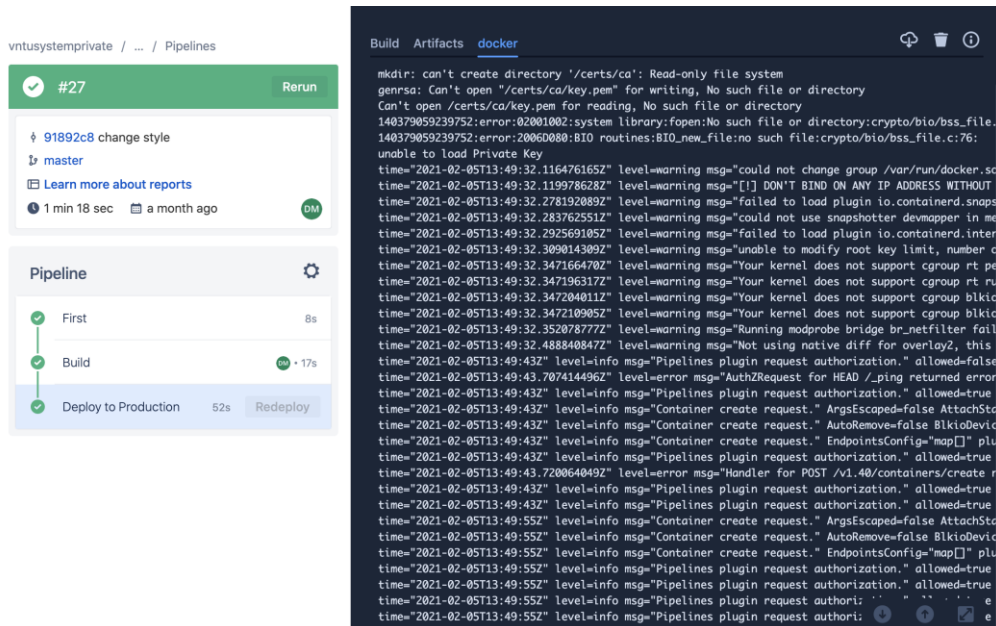 vntusystemprivate / ... / Pipelines
#27
Rerun
91892c8 change style
master
Learn more about reports
1 min 18 sec a month ago
DM
Pipeline
First 8s
Build DM • 17s
Deploy to Production 52s Redeploy
Build Artifacts docker
mkdir: can't create directory '/certs/ca': Read-only file system
genrsa: Can't open "/certs/ca/key.pem" for writing, No such file or directory
Can't open /certs/ca/key.pem for reading, No such file or directory
140379059239752:error:02001002:system library:fopen:No such file or directory:crypto/bio/bss_file.
140379059239752:error:2006D080:BIO routines:BIO_new_file:no such file:crypto/bio/bss_file.c:76:
unable to load Private Key
time="2021-02-05T13:49:32.116476165Z" level=warning msg="could not change group /var/run/docker.so
time="2021-02-05T13:49:32.119978628Z" level=warning msg="[!] DON'T BIND ON ANY IP ADDRESS WITHOUT
time="2021-02-05T13:49:32.278192089Z" level=warning msg="failed to load plugin io.containerd.snaps
time="2021-02-05T13:49:32.283762551Z" level=warning msg="could not use snapshotter devmapper in me
time="2021-02-05T13:49:32.292569105Z" level=warning msg="failed to load plugin io.containerd.inter
time="2021-02-05T13:49:32.309014309Z" level=warning msg="unable to modify root key limit, number o
time="2021-02-05T13:49:32.347166470Z" level=warning msg="Your kernel does not support cgroup rt pe
time="2021-02-05T13:49:32.347196317Z" level=warning msg="Your kernel does not support cgroup rt ru
time="2021-02-05T13:49:32.347204011Z" level=warning msg="Your kernel does not support cgroup blkio
time="2021-02-05T13:49:32.347210905Z" level=warning msg="Your kernel does not support cgroup blkio
time="2021-02-05T13:49:32.352078777Z" level=warning msg="Running modprobe bridge br_netfilter fail
time="2021-02-05T13:49:32.488840847Z" level=warning msg="Not using native diff for overlay2, this
time="2021-02-05T13:49:43Z" level=info msg="Pipelines plugin request authorization." allowed=false
time="2021-02-05T13:49:43.707414496Z" level=error msg="AuthZRequest for HEAD /_ping returned error
time="2021-02-05T13:49:43Z" level=info msg="Pipelines plugin request authorization." allowed=true
time="2021-02-05T13:49:43Z" level=info msg="Container create request." ArgsEscaped=false AttachSta
time="2021-02-05T13:49:43Z" level=info msg="Container create request." AutoRemove=false BlkioDevic
time="2021-02-05T13:49:43Z" level=info msg="Container create request." EndpointsConfig="map[]" plu
time="2021-02-05T13:49:43Z" level=info msg="Pipelines plugin request authorization." allowed=true
time="2021-02-05T13:49:43.720064049Z" level=error msg="Handler for POST /v1.40/containers/create r
time="2021-02-05T13:49:43Z" level=info msg="Pipelines plugin request authorization." allowed=true
time="2021-02-05T13:49:43Z" level=info msg="Pipelines plugin request authorization." allowed=true
time="2021-02-05T13:49:55Z" level=info msg="Container create request." ArgsEscaped=false AttachSta
time="2021-02-05T13:49:55Z" level=info msg="Container create request." AutoRemove=false BlkioDevic
time="2021-02-05T13:49:55Z" level=info msg="Container create request." EndpointsConfig="map[]" plu
time="2021-02-05T13:49:55Z" level=info msg="Pipelines plugin request authorization." allowed=true
time="2021-02-05T13:49:55Z" level=info msg="Pipelines plugin request authorization." allowed=true
time="2021-02-05T13:49:55Z" level=info msg="Pipelines plugin request
time="2021-02-05T13:49:55Z" level=info msg="Pipelines plugin request